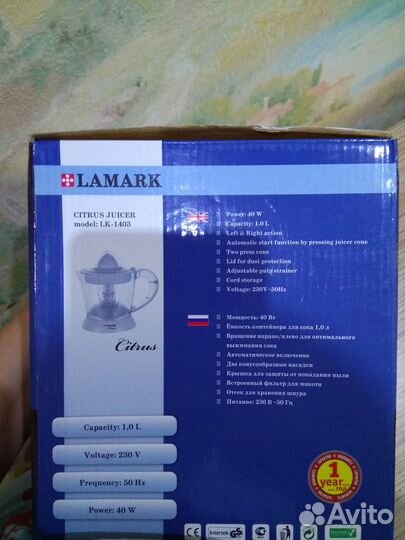 LAMARK
CITRUS JUICER
model: LK-1403
Power: 40 W
Capacity: 1,0 L
Left & Right action
Automatic start function by pressing juicer cone
Two press cone
Lid for dust protection
Adjustable pulp strainer
Cord storage
Voltage: 230V~50Hz
Мощность: 40 Вт
Емкость контейнера для сока 1,0 л
Вращение вправо/влево для оптимального
выжимания сока
Автоматическое включение
Две конусообразные насадки
Крышка для защиты от попадания пыли
Встроенный фильтр для мякоти
Отсек для хранения шнура
Питание: 230 В ~50 Гц
LAMARK
Citrus
Capacity: 1,0 L
Voltage: 230 V
Frequency: 50 Hz
Power: 40 W
1
year...
...год
CE
Intertek
Avito